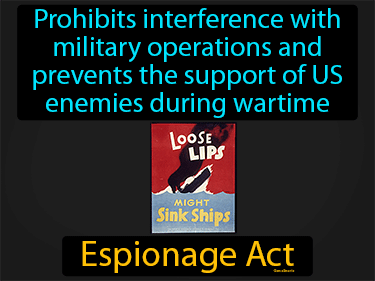 Prohibits interference with
military operations and
prevents the support of US
enemies during wartime
LOOSE
LIPS
MIGHT
Sink Ships
Espionage Act